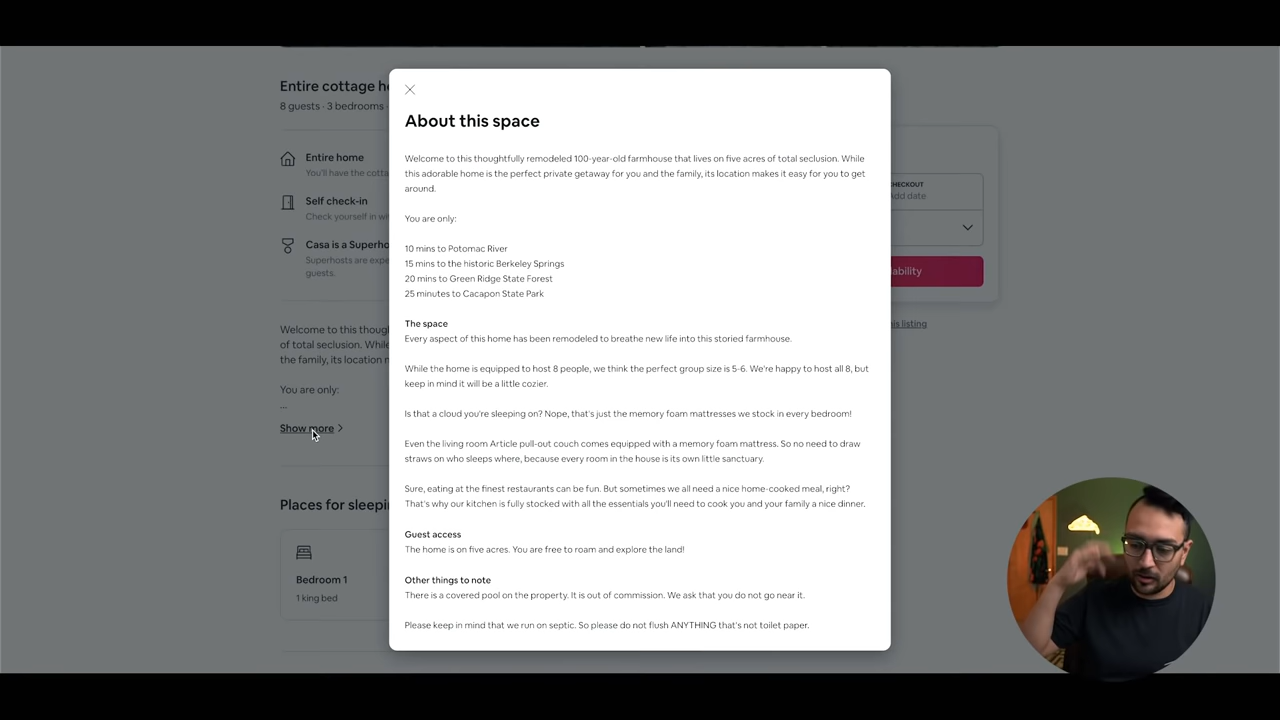 Entire cottage h
8 guests · 3 bedrooms ·
Entire home
You'll have the cotta
Self check-in
Check yourself in wi
Casa is a Superho
Superhosts are expe
guests.
Welcome to this thoug
of total seclusion. While
the family, its location n
You are only:
...
Show more
Places for sleepi
Bedroom 1
1 king bed
About this space
Welcome to this thoughtfully remodeled 100-year-old farmhouse that lives on five acres of total seclusion. While
this adorable home is the perfect private getaway for you and the family, its location makes it easy for you to get
around.
You are only:
10 mins to Potomac River
15 mins to the historic Berkeley Springs
20 mins to Green Ridge State Forest
25 minutes to Cacapon State Park
The space
Every aspect of this home has been remodeled to breathe new life into this storied farmhouse.
While the home is equipped to host 8 people, we think the perfect group size is 5-6. We're happy to host all 8, but
keep in mind it will be a little cozier.
Is that a cloud you're sleeping on? Nope, that's just the memory foam mattresses we stock in every bedroom!
Even the living room Article pull-out couch comes equipped with a memory foam mattress. So no need to draw
straws on who sleeps where, because every room in the house is its own little sanctuary.
Sure, eating at the finest restaurants can be fun. But sometimes we all need a nice home-cooked meal, right?
That's why our kitchen is fully stocked with all the essentials you'll need to cook you and your family a nice dinner.
Guest access
The home is on five acres. You are free to roam and explore the land!
Other things to note
There is a covered pool on the property. It is out of commission. We ask that you do not go near it.
Please keep in mind that we run on septic. So please do not flush ANYTHING that's not toilet paper.
CHECKOUT
Add date
lability
is listing